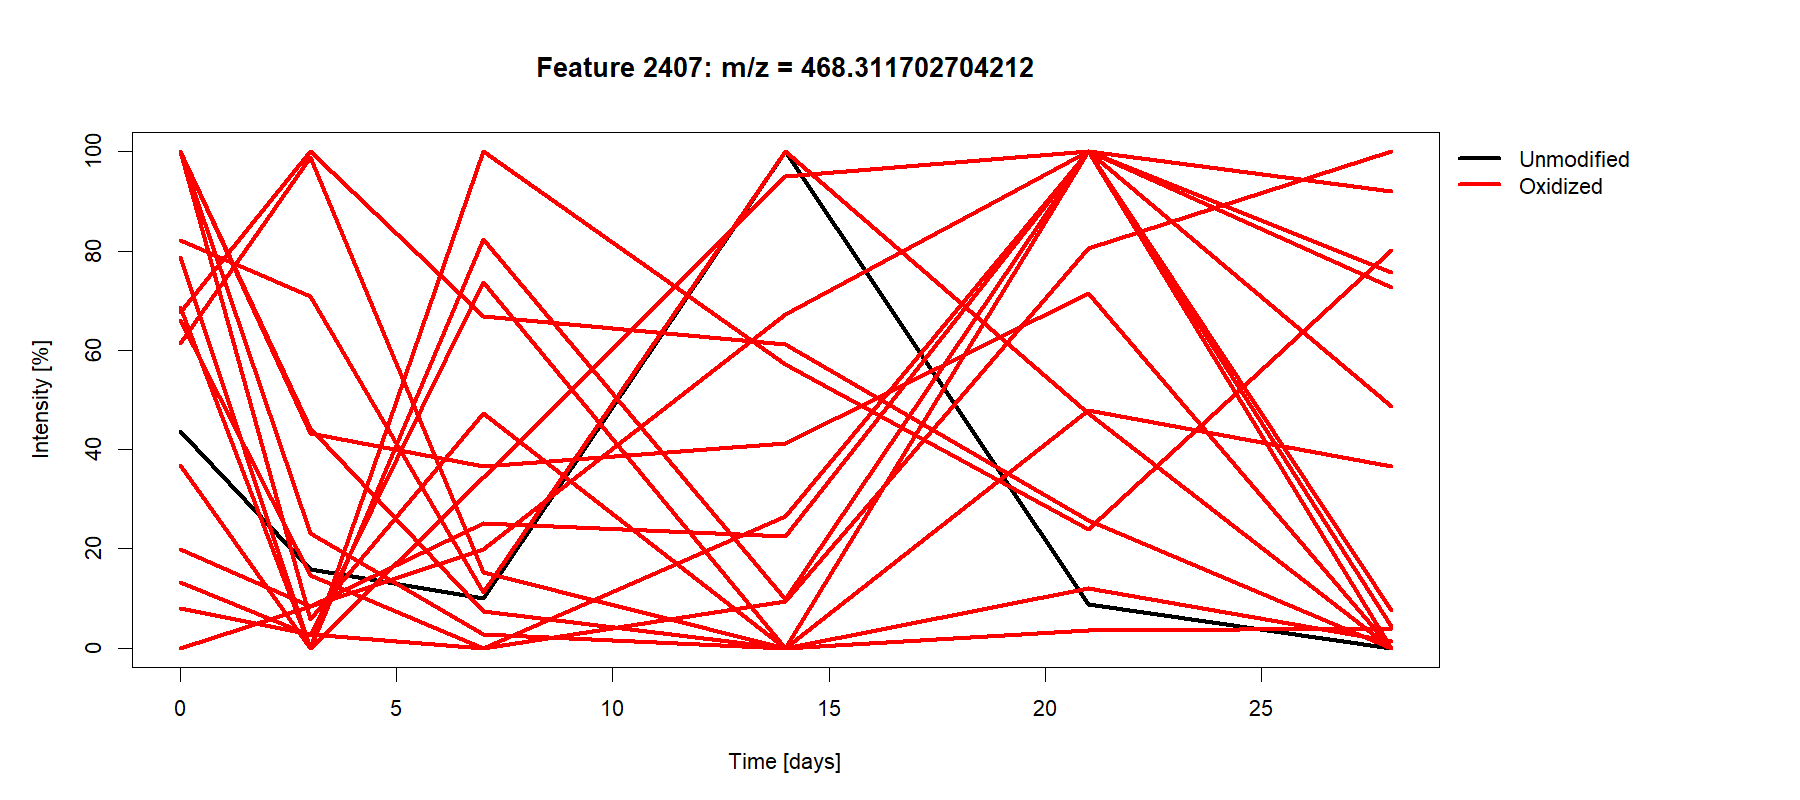 Feature 2407: m/z = 468.311702704212
Unmodified
Oxidized
Intensity [%]
100
80
60
40
20
0
0 5 10 15 20 25
Time [days]